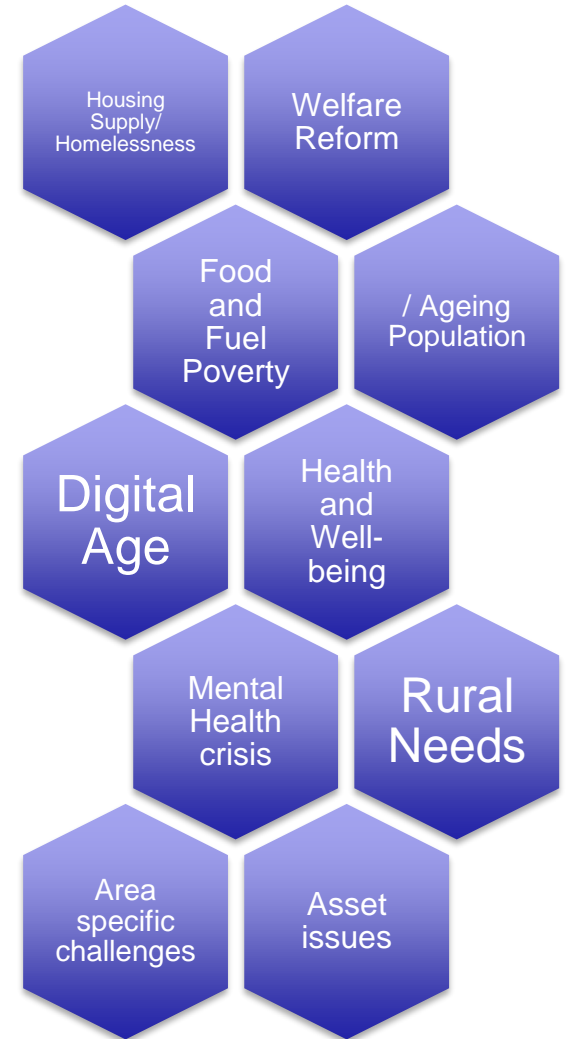 Housing
Supply/
Homelessness
Welfare
Reform
Food
and
Fuel
Poverty
/ Ageing
Population
Digital
Age
Health
and
Well-
being
Mental
Health
crisis
Rural
Needs
Area
specific
challenges
Asset
issues